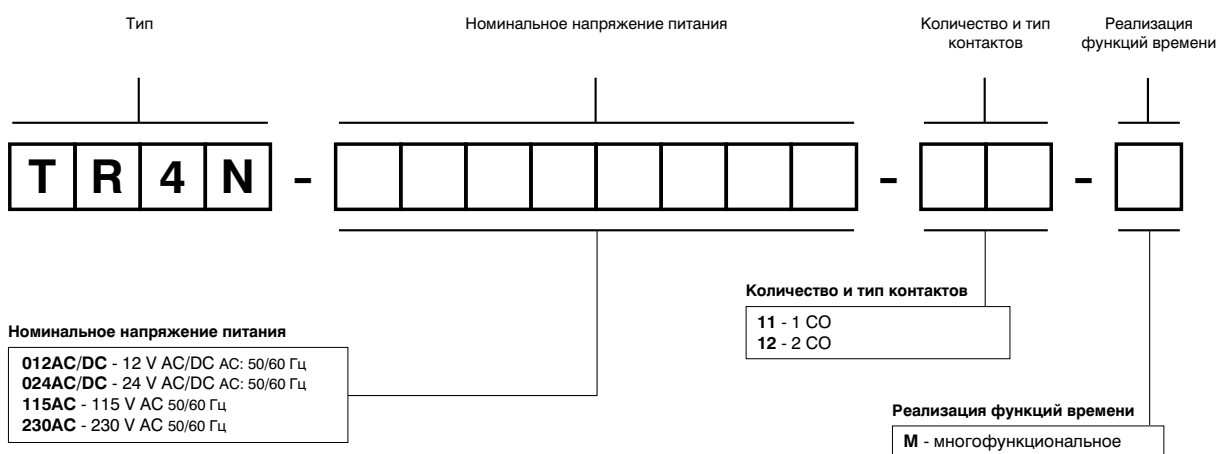 Тип
Номинальное напряжение питания
Количество и тип
контактов
Реализация
функций времени
T R 4 N - - -
Номинальное напряжение питания
012AC/DC - 12 V AC/DC AC: 50/60 Гц
024AC/DC - 24 V AC/DC AC: 50/60 Гц
115AC - 115 V AC 50/60 Гц
230AC - 230 V AC 50/60 Гц
Количество и тип контактов
11 - 1 CO
12 - 2 CO
Реализация функций времени
M - многофункциональное